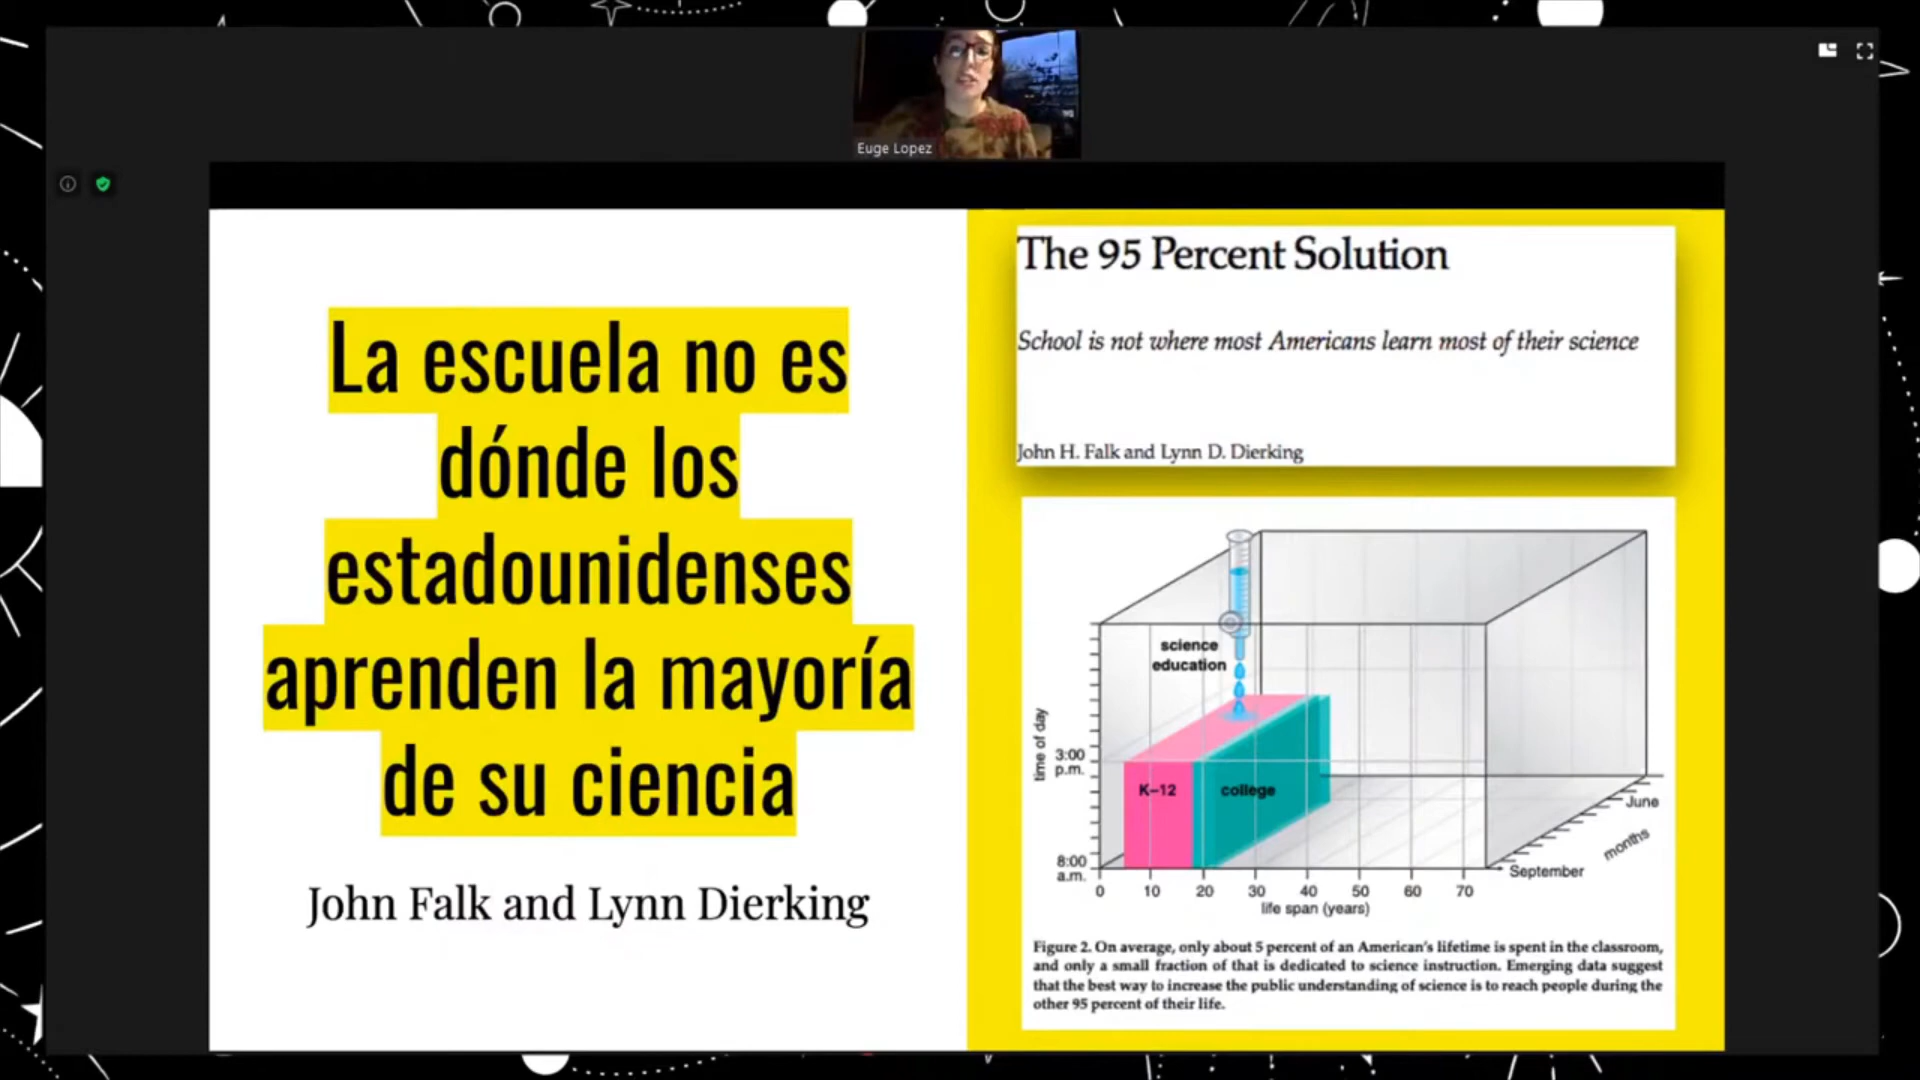 Euge Lopez
La escuela no es
dónde los
estadounidenses
aprenden la mayoría
de su ciencia
John Falk and Lynn Dierking
The 95 Percent Solution
School is not where most Americans learn most of their science
John H. Falk and Lynn D. Dierking
science
education
time of day
3:00
p.m.
K–12
college
8:00
a.m.
June
months
September
0 10 20 30 40 50 60 70
life span (years)
Figure 2. On average, only about 5 percent of an American's lifetime is spent in the classroom,
and only a small fraction of that is dedicated to science instruction. Emerging data suggest
that the best way to increase the public understanding of science is to reach people during the
other 95 percent of their life.